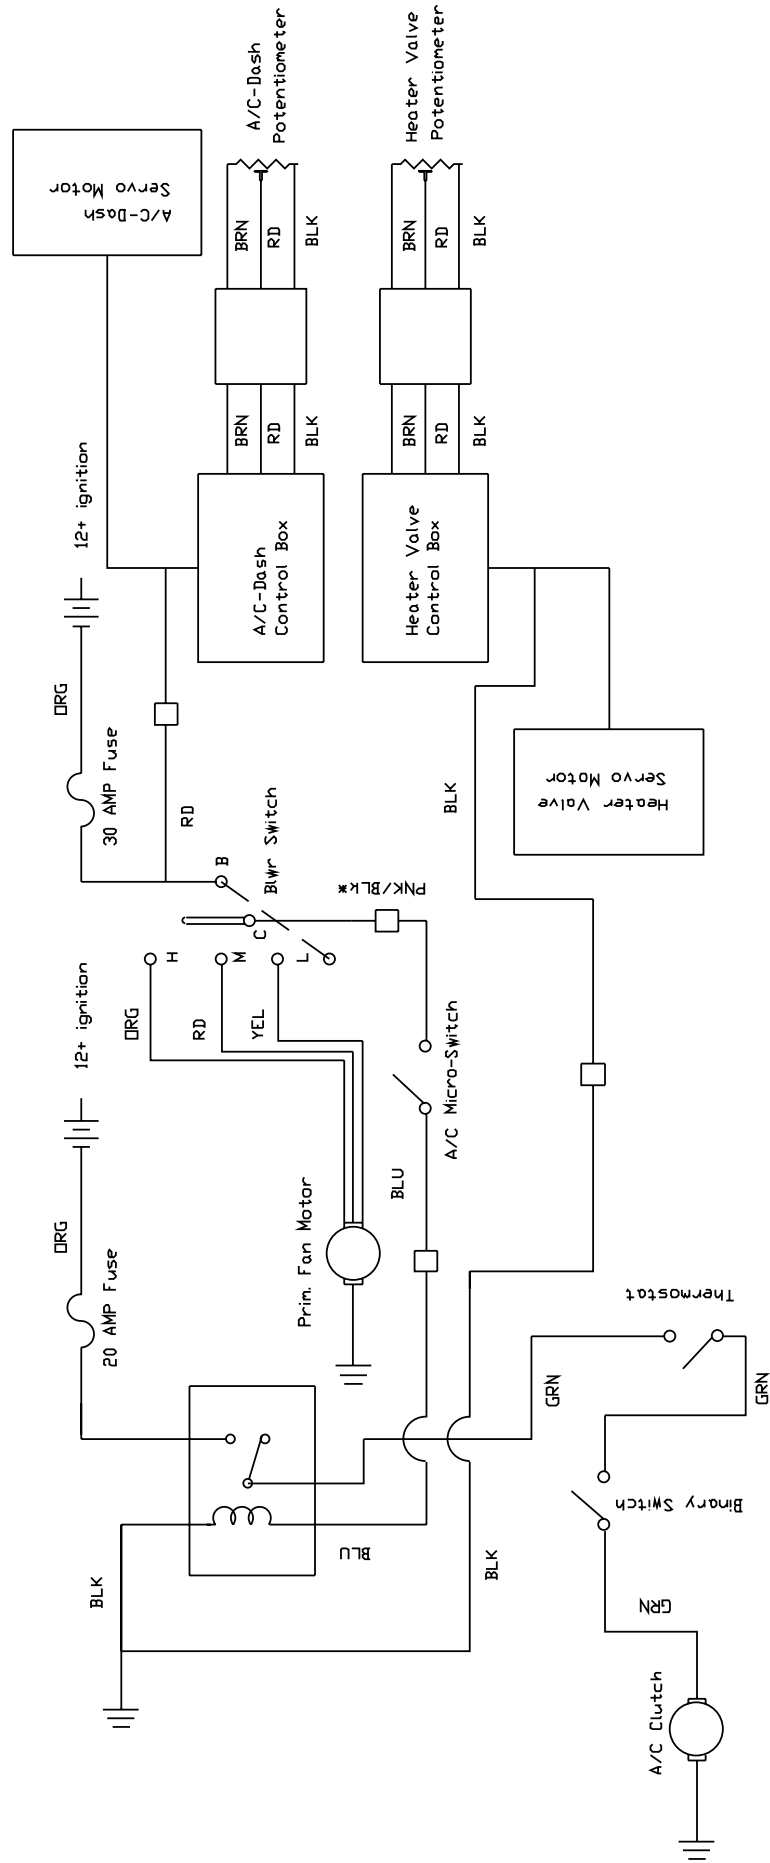 A/C-Dash
Potentiometer
Heater Valve
Potentiometer
A/C-Dash
Servo Motor
BRN
RD
BLK
BRN
RD
BLK
BRN
RD
BLK
BRN
RD
BLK
12+ ignition
A/C-Dash
Control Box
Heater Valve
Control Box
ORG
30 AMP Fuse
RD
BLK
Heater Valve
Servo Motor
B
Blwr Switch
PNK/BLK*
C
H
M
L
12+ ignition
ORG
RD
YEL
A/C Micro-Switch
BLU
Prim. Fan Motor
ORG
20 AMP Fuse
Thermostat
GRN
GRN
Binary Switch
BLU
BLK
BLK
GRN
A/C Clutch